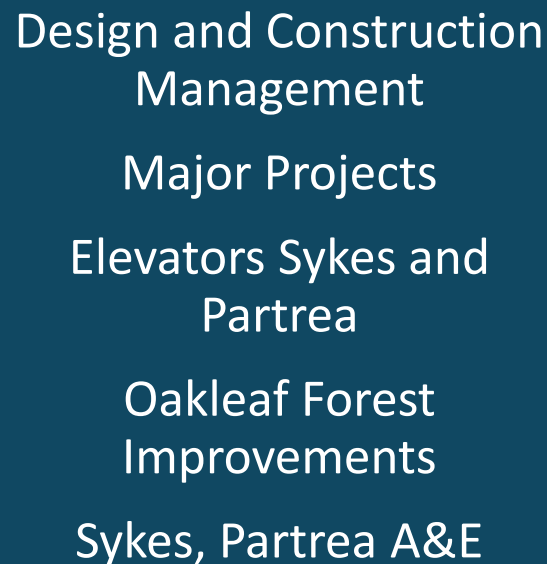 Design and Construction
Management
Major Projects
Elevators Sykes and
Partrea
Oakleaf Forest
Improvements
Sykes, Partrea A&E